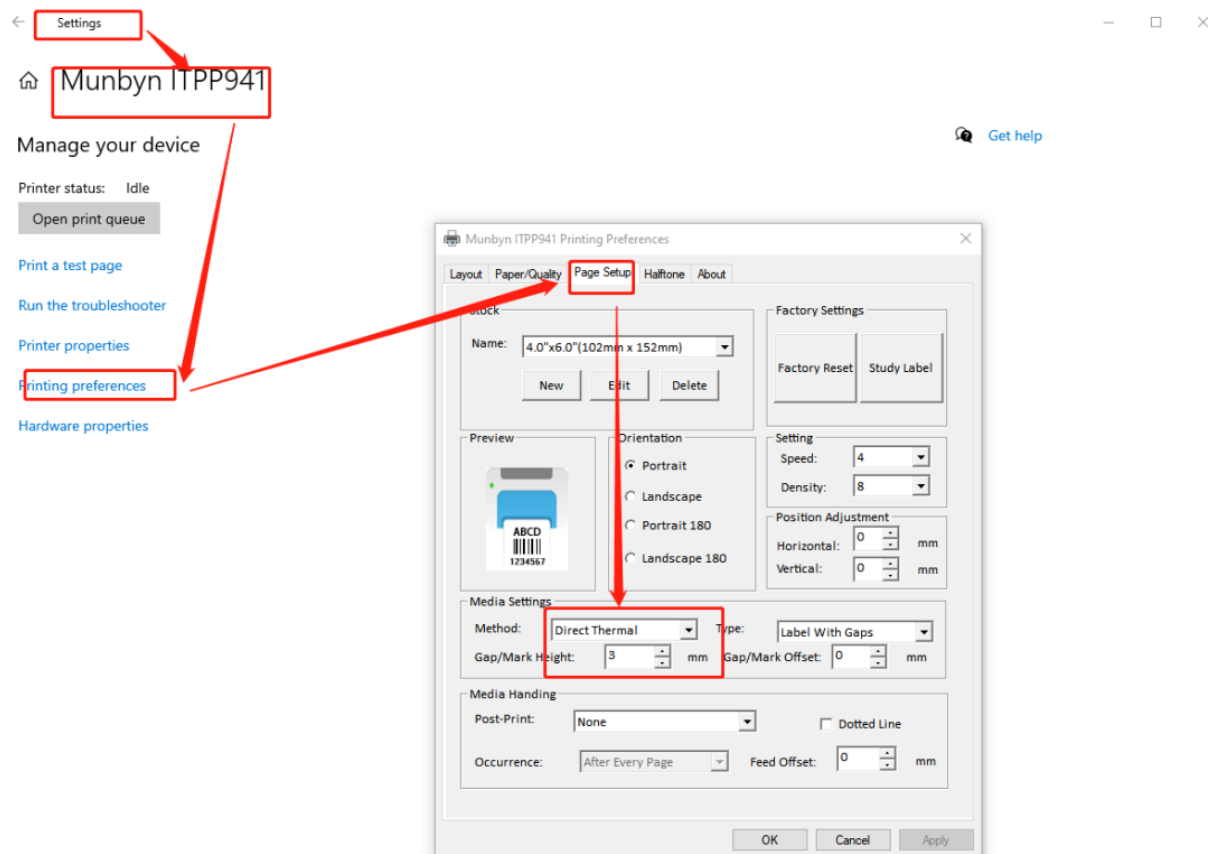 Settings
Munbyn ITPP941
Manage your device
Get help
Printer status: Idle
Open print queue
Print a test page
Run the troubleshooter
Printer properties
Printing preferences
Hardware properties
Munbyn ITPP941 Printing Preferences
Layout Paper/Quality Page Setup Halftone About
Stock
Name: 4.0"x6.0"(102mm x 152mm)
New Edit Delete
Factory Settings
Factory Reset Study Label
Preview
ABCD
1234567
Orientation
Portrait
Landscape
Portrait 180
Landscape 180
Setting
Speed: 4
Density: 8
Position Adjustment
Horizontal: 0 mm
Vertical: 0 mm
Media Settings
Method: Direct Thermal Type: Label With Gaps
Gap/Mark Height: 3 mm Gap/Mark Offset: 0 mm
Media Handing
Post-Print: None Dotted Line
Occurrence: After Every Page Feed Offset: 0 mm
OK Cancel Apply